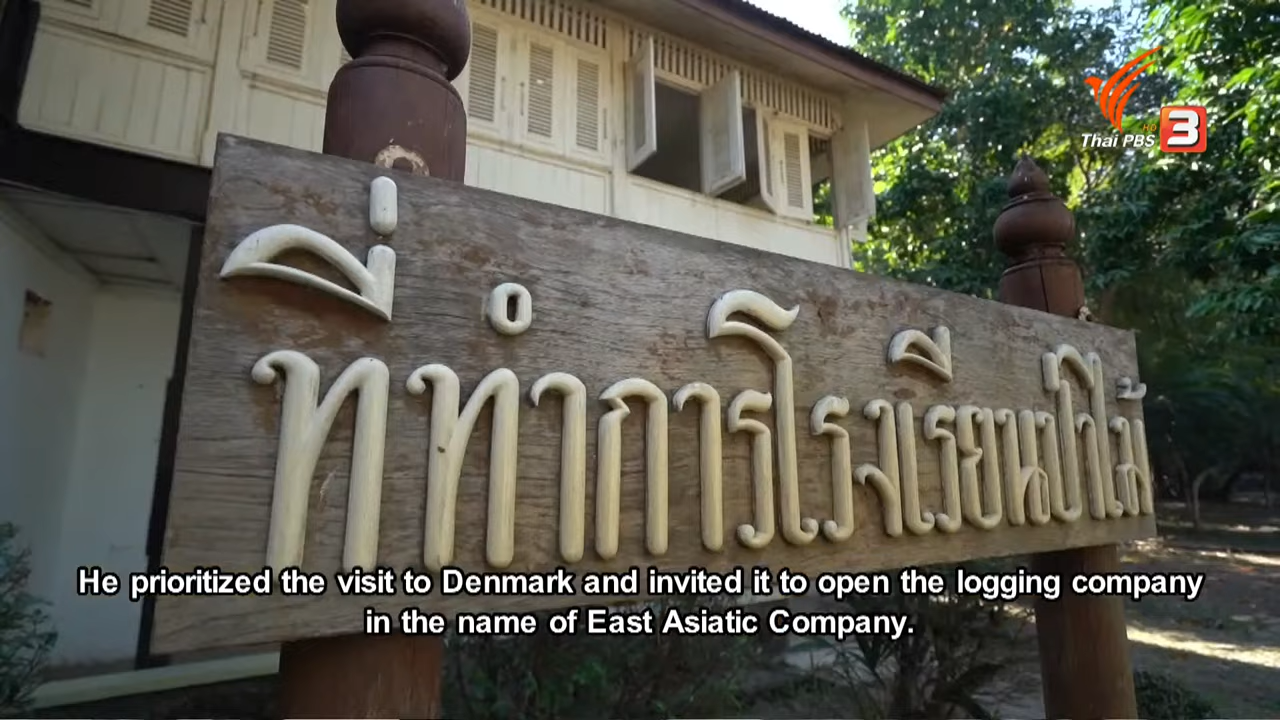 Thai PBS HD 3
ที่ทำการโรงเรียนป่าไม้
He prioritized the visit to Denmark and invited it to open the logging company
in the name of East Asiatic Company.